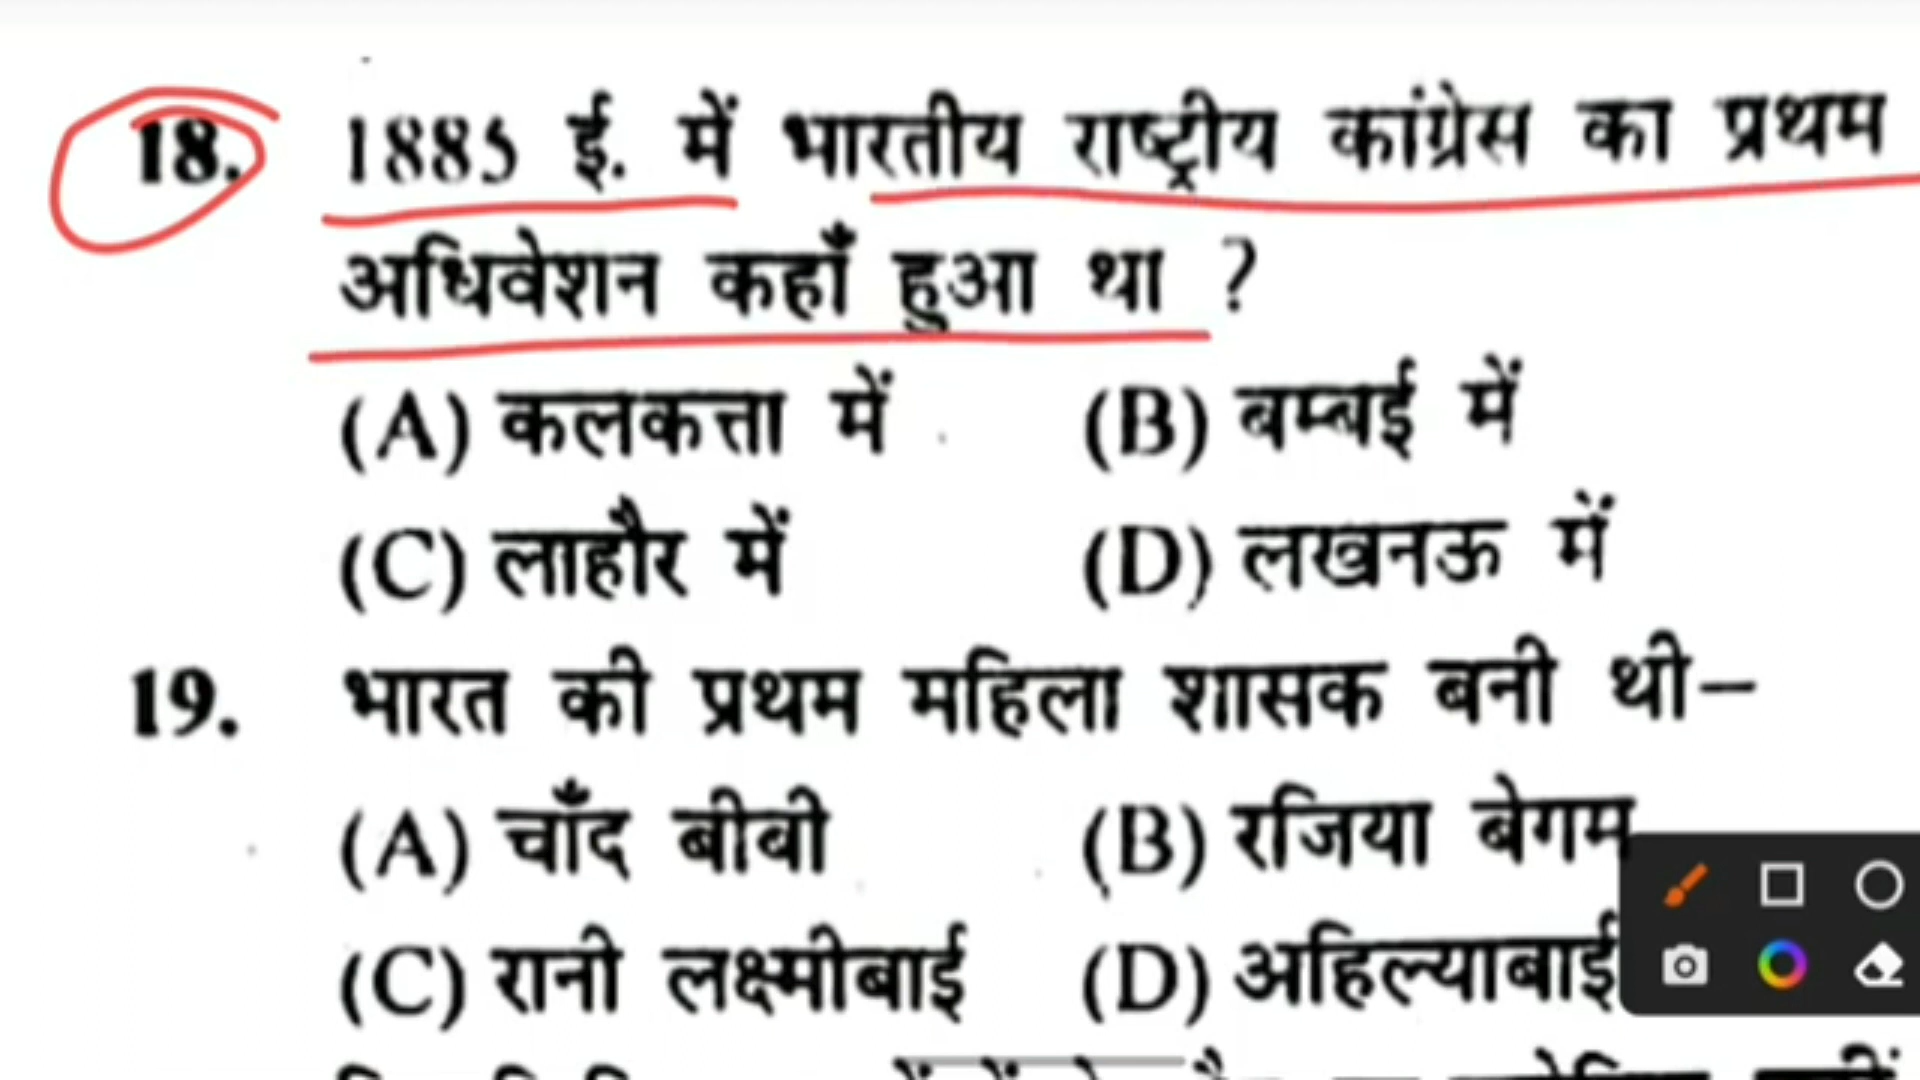 18. 1885 ई. में भारतीय राष्ट्रीय कांग्रेस का प्रथम
अधिवेशन कहाँ हुआ था ?
(A) कलकत्ता में (B) बम्बई में
(C) लाहौर में (D) लखनऊ में
19. भारत की प्रथम महिला शासक बनी थी–
(A) चाँद बीबी (B) रजिया बेगम
(C) रानी लक्ष्मीबाई (D) अहिल्याबाई